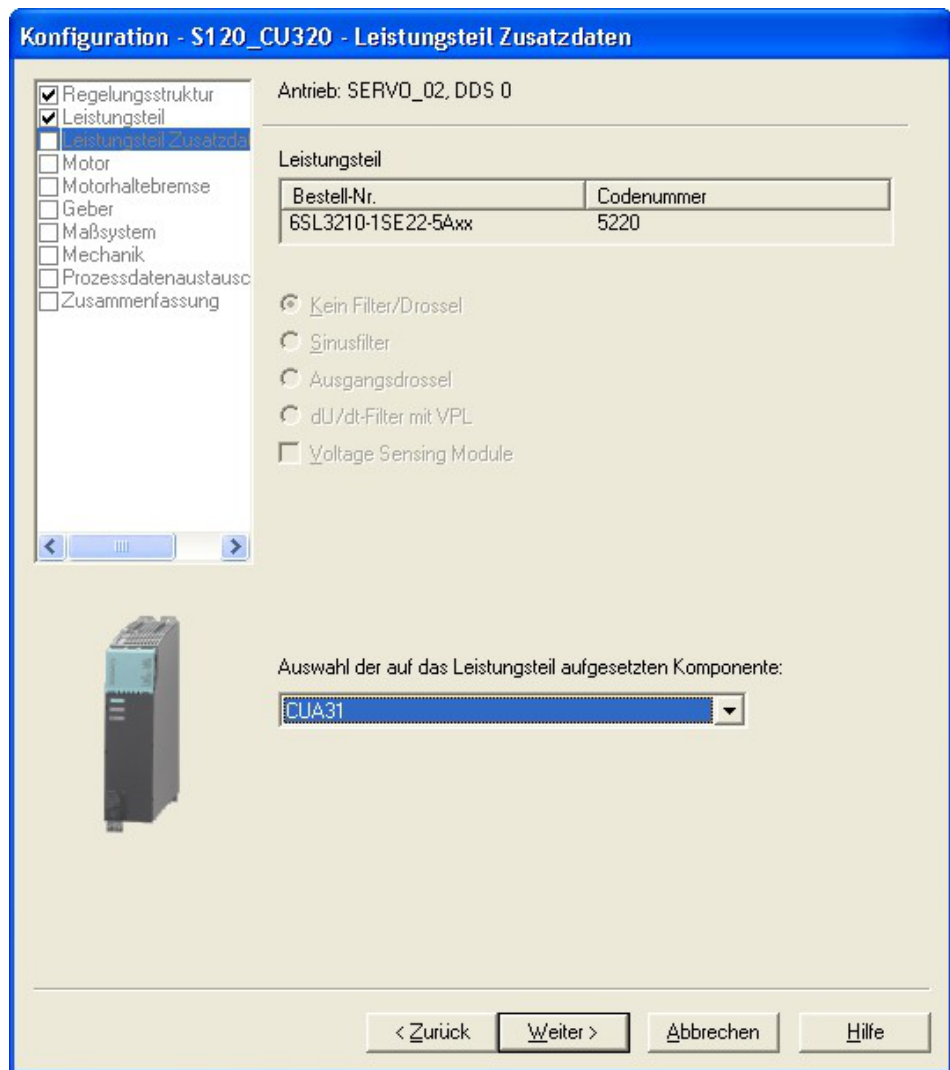 Konfiguration - S120_CU320 - Leistungsteil Zusatzdaten
Regelungsstruktur
Leistungsteil
Leistungsteil Zusatzdat
Motor
Motorhaltebremse
Geber
Maßsystem
Mechanik
Prozessdatenaustausc
Zusammenfassung
Antrieb: SERVO_02, DDS 0
Leistungsteil
Bestell-Nr. Codenummer
6SL3210-1SE22-5Axx 5220
Kein Filter/Drossel
Sinusfilter
Ausgangsdrossel
dU/dt-Filter mit VPL
Voltage Sensing Module
Auswahl der auf das Leistungsteil aufgesetzten Komponente:
CUA31
< Zurück Weiter > Abbrechen Hilfe